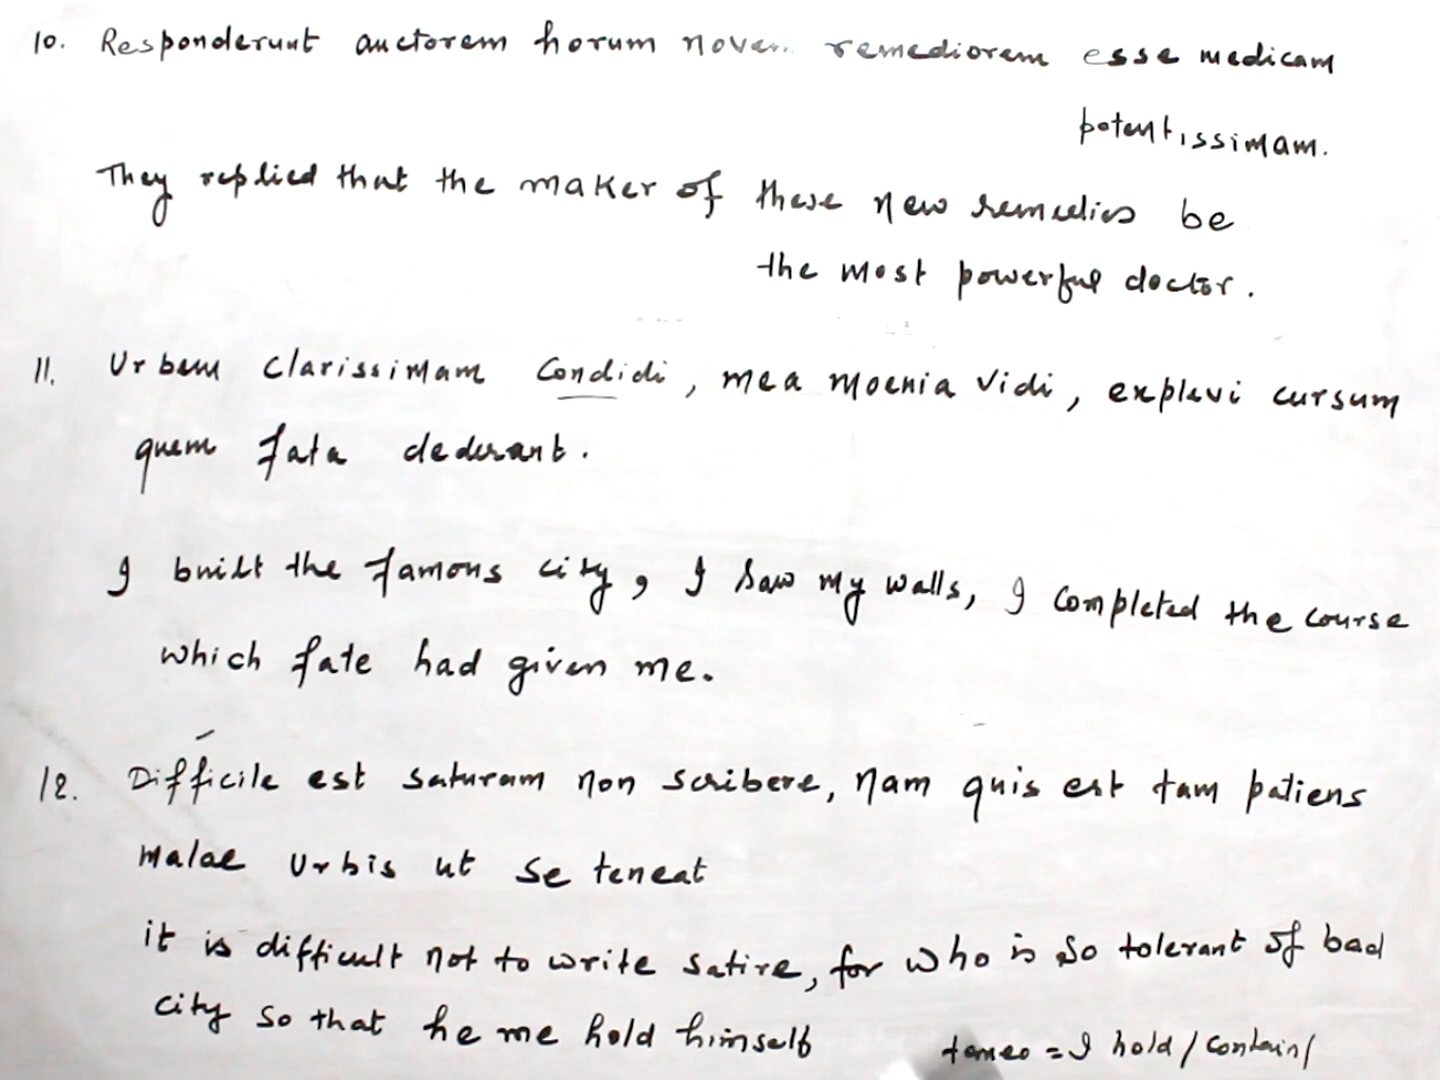 10. Responderunt auctorem horum remediorem esse medicam
potentissimam.
They replied that the maker of these new remedies be
the most powerful doctor.
11. Urbem clarissimam Condidi, mea moenia vidi, explevi cursum
quem fata dederant.
I built the famous city, I saw my walls, I completed the course
which fate had given me.
12. Difficile est saturam non scribere, nam quis est tam patiens
malae urbis ut se teneat
it is difficult not to write satire, for who is so tolerant of bad
city so that he me hold himself teneo = I hold / contain/